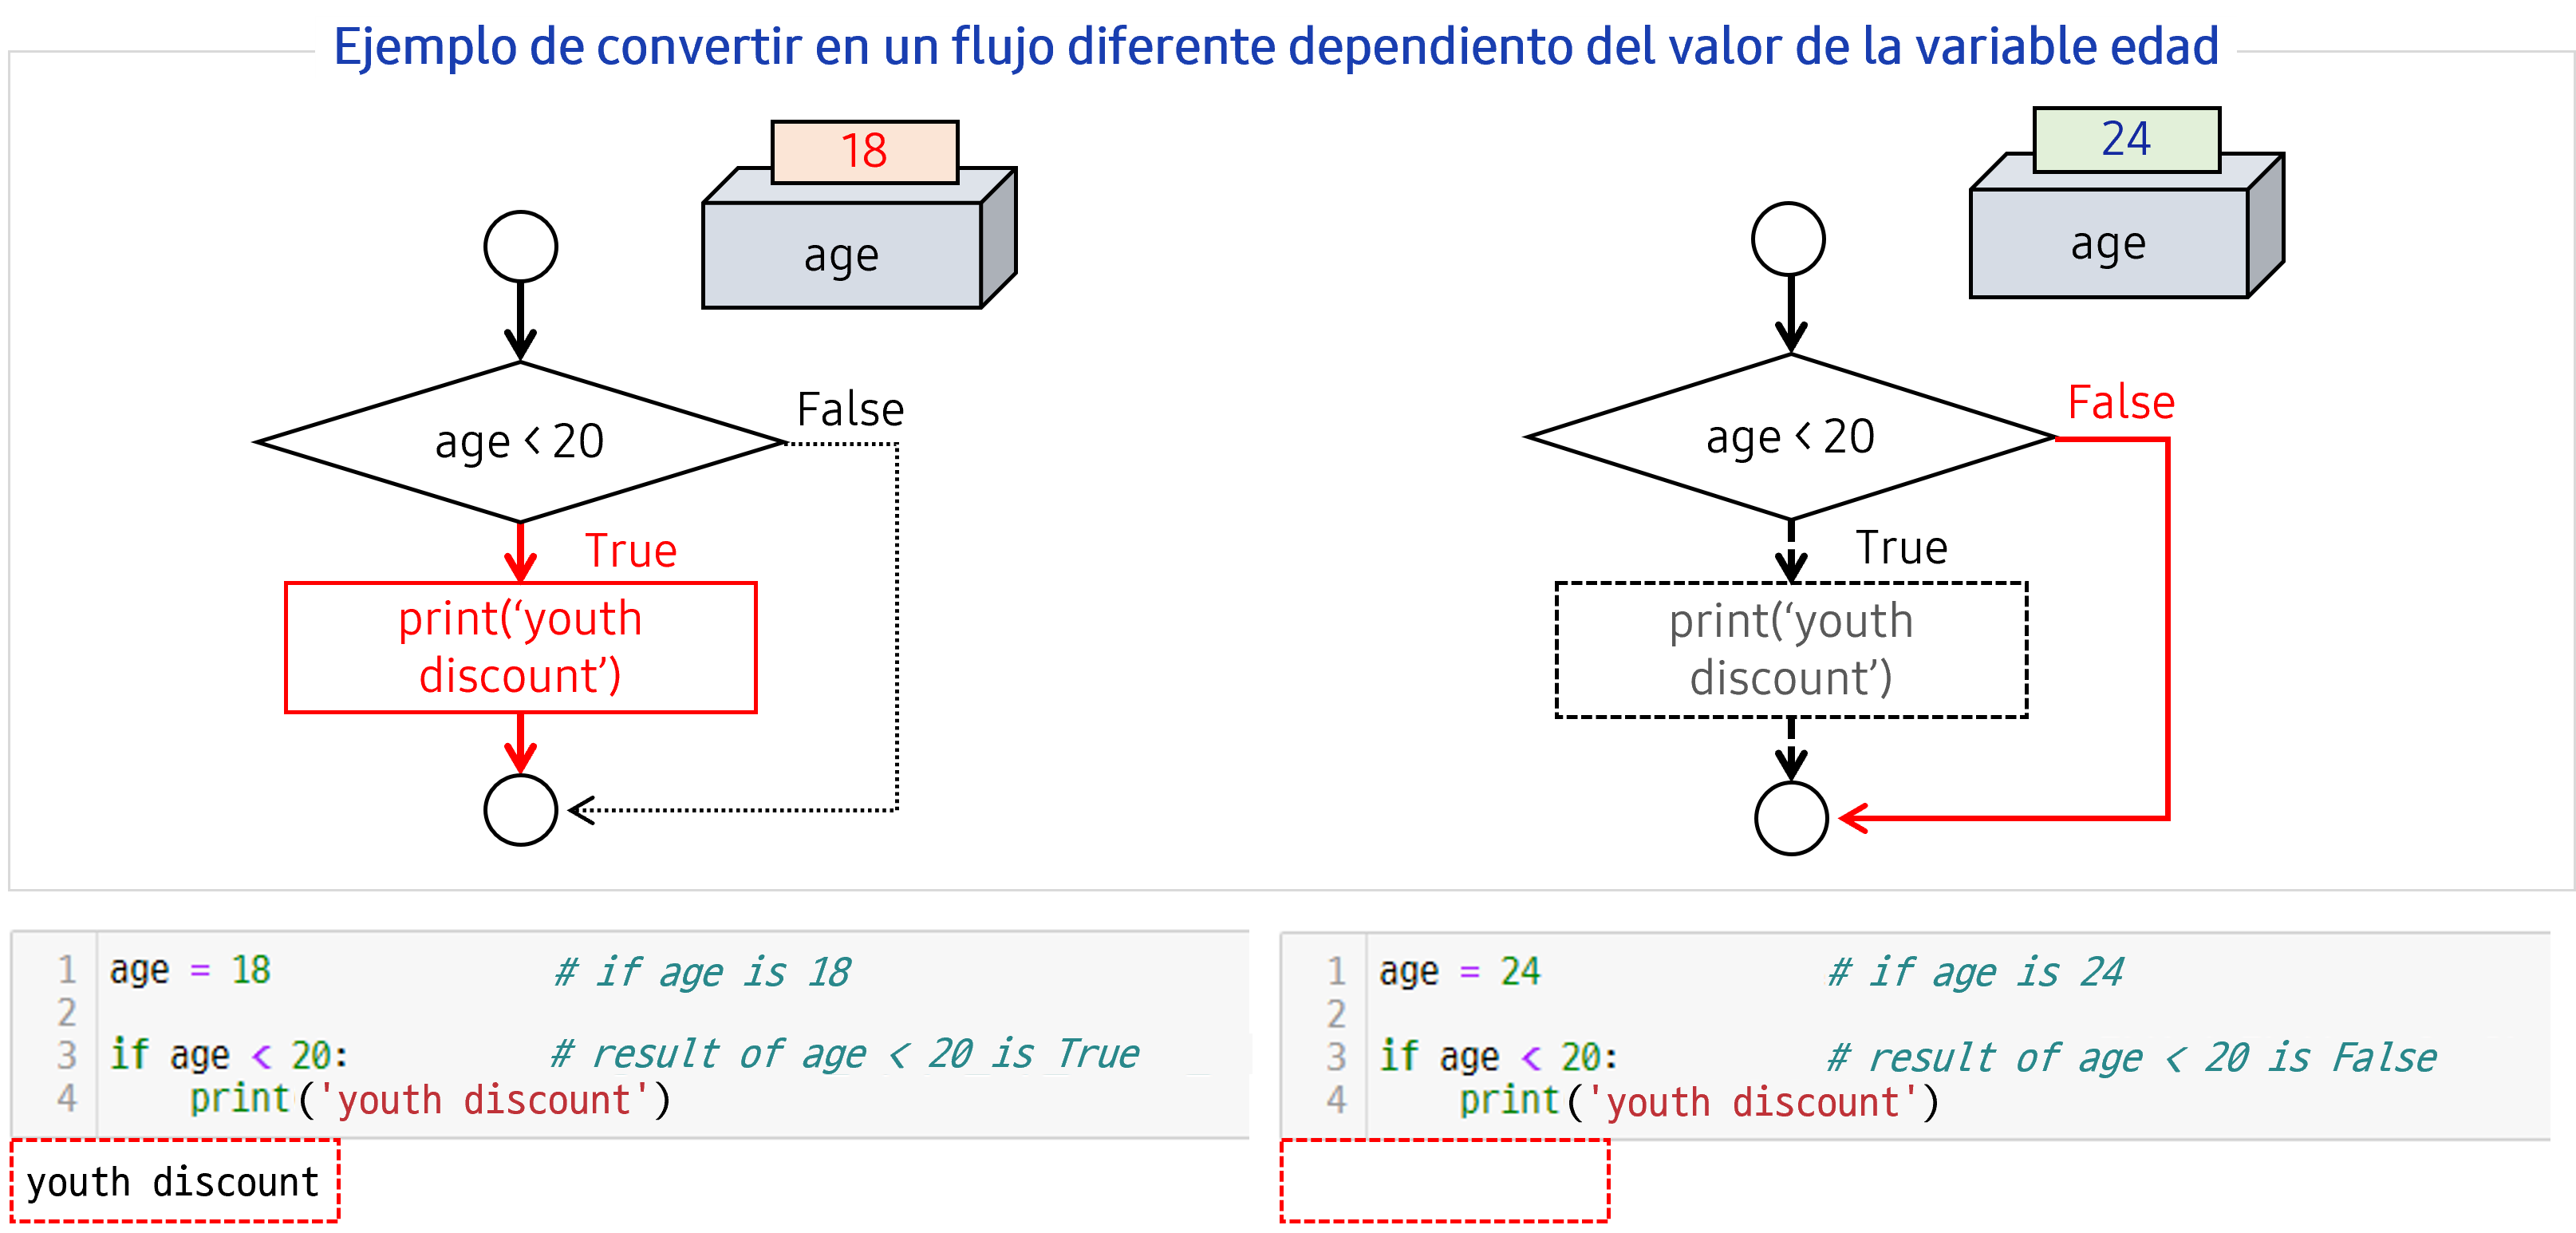 Ejemplo de convertir en un flujo diferente dependiento del valor de la variable edad
18
age
age < 20
False
True
print(‘youth
discount’)
24
age
age < 20
False
True
print(‘youth
discount’)
1 age = 18 # if age is 18
2
3 if age < 20: # result of age < 20 is True
4 print('youth discount')
youth discount
1 age = 24 # if age is 24
2
3 if age < 20: # result of age < 20 is False
4 print('youth discount')